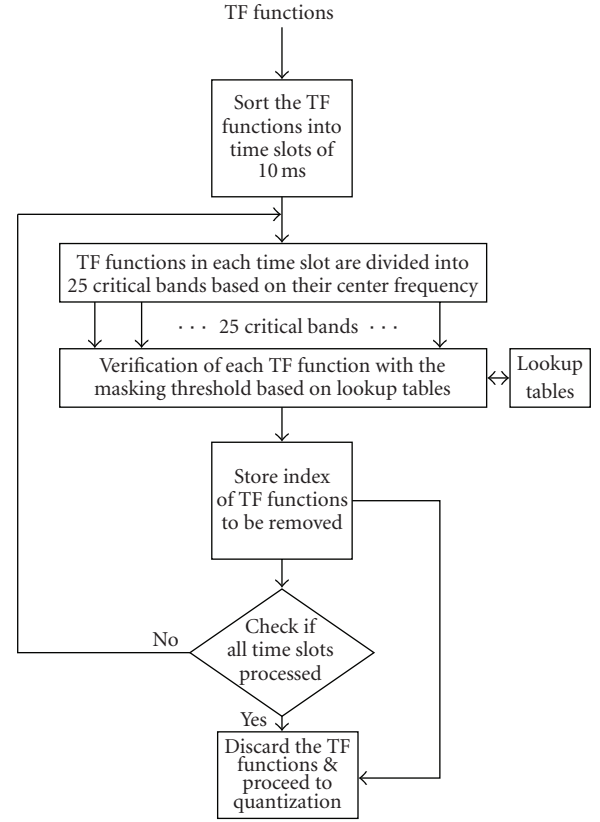 TF functions
Sort the TF
functions into
time slots of
10 ms
TF functions in each time slot are divided into
25 critical bands based on their center frequency
· · · 25 critical bands · · ·
Verification of each TF function with the
masking threshold based on lookup tables
Lookup
tables
Store index
of TF functions
to be removed
Check if
all time slots
processed
No
Yes
Discard the TF
functions &
proceed to
quantization